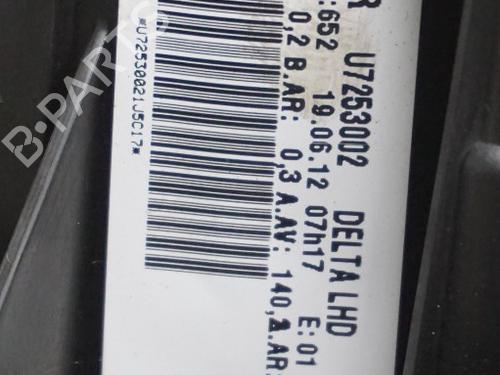 R U7253002 DELTA LHD
:652 19.06.12 07h17 E:01
0,2 B.AR: 0,3 A.AV: 140,2.AR:
*U72530021J5C17*
B-PARTS